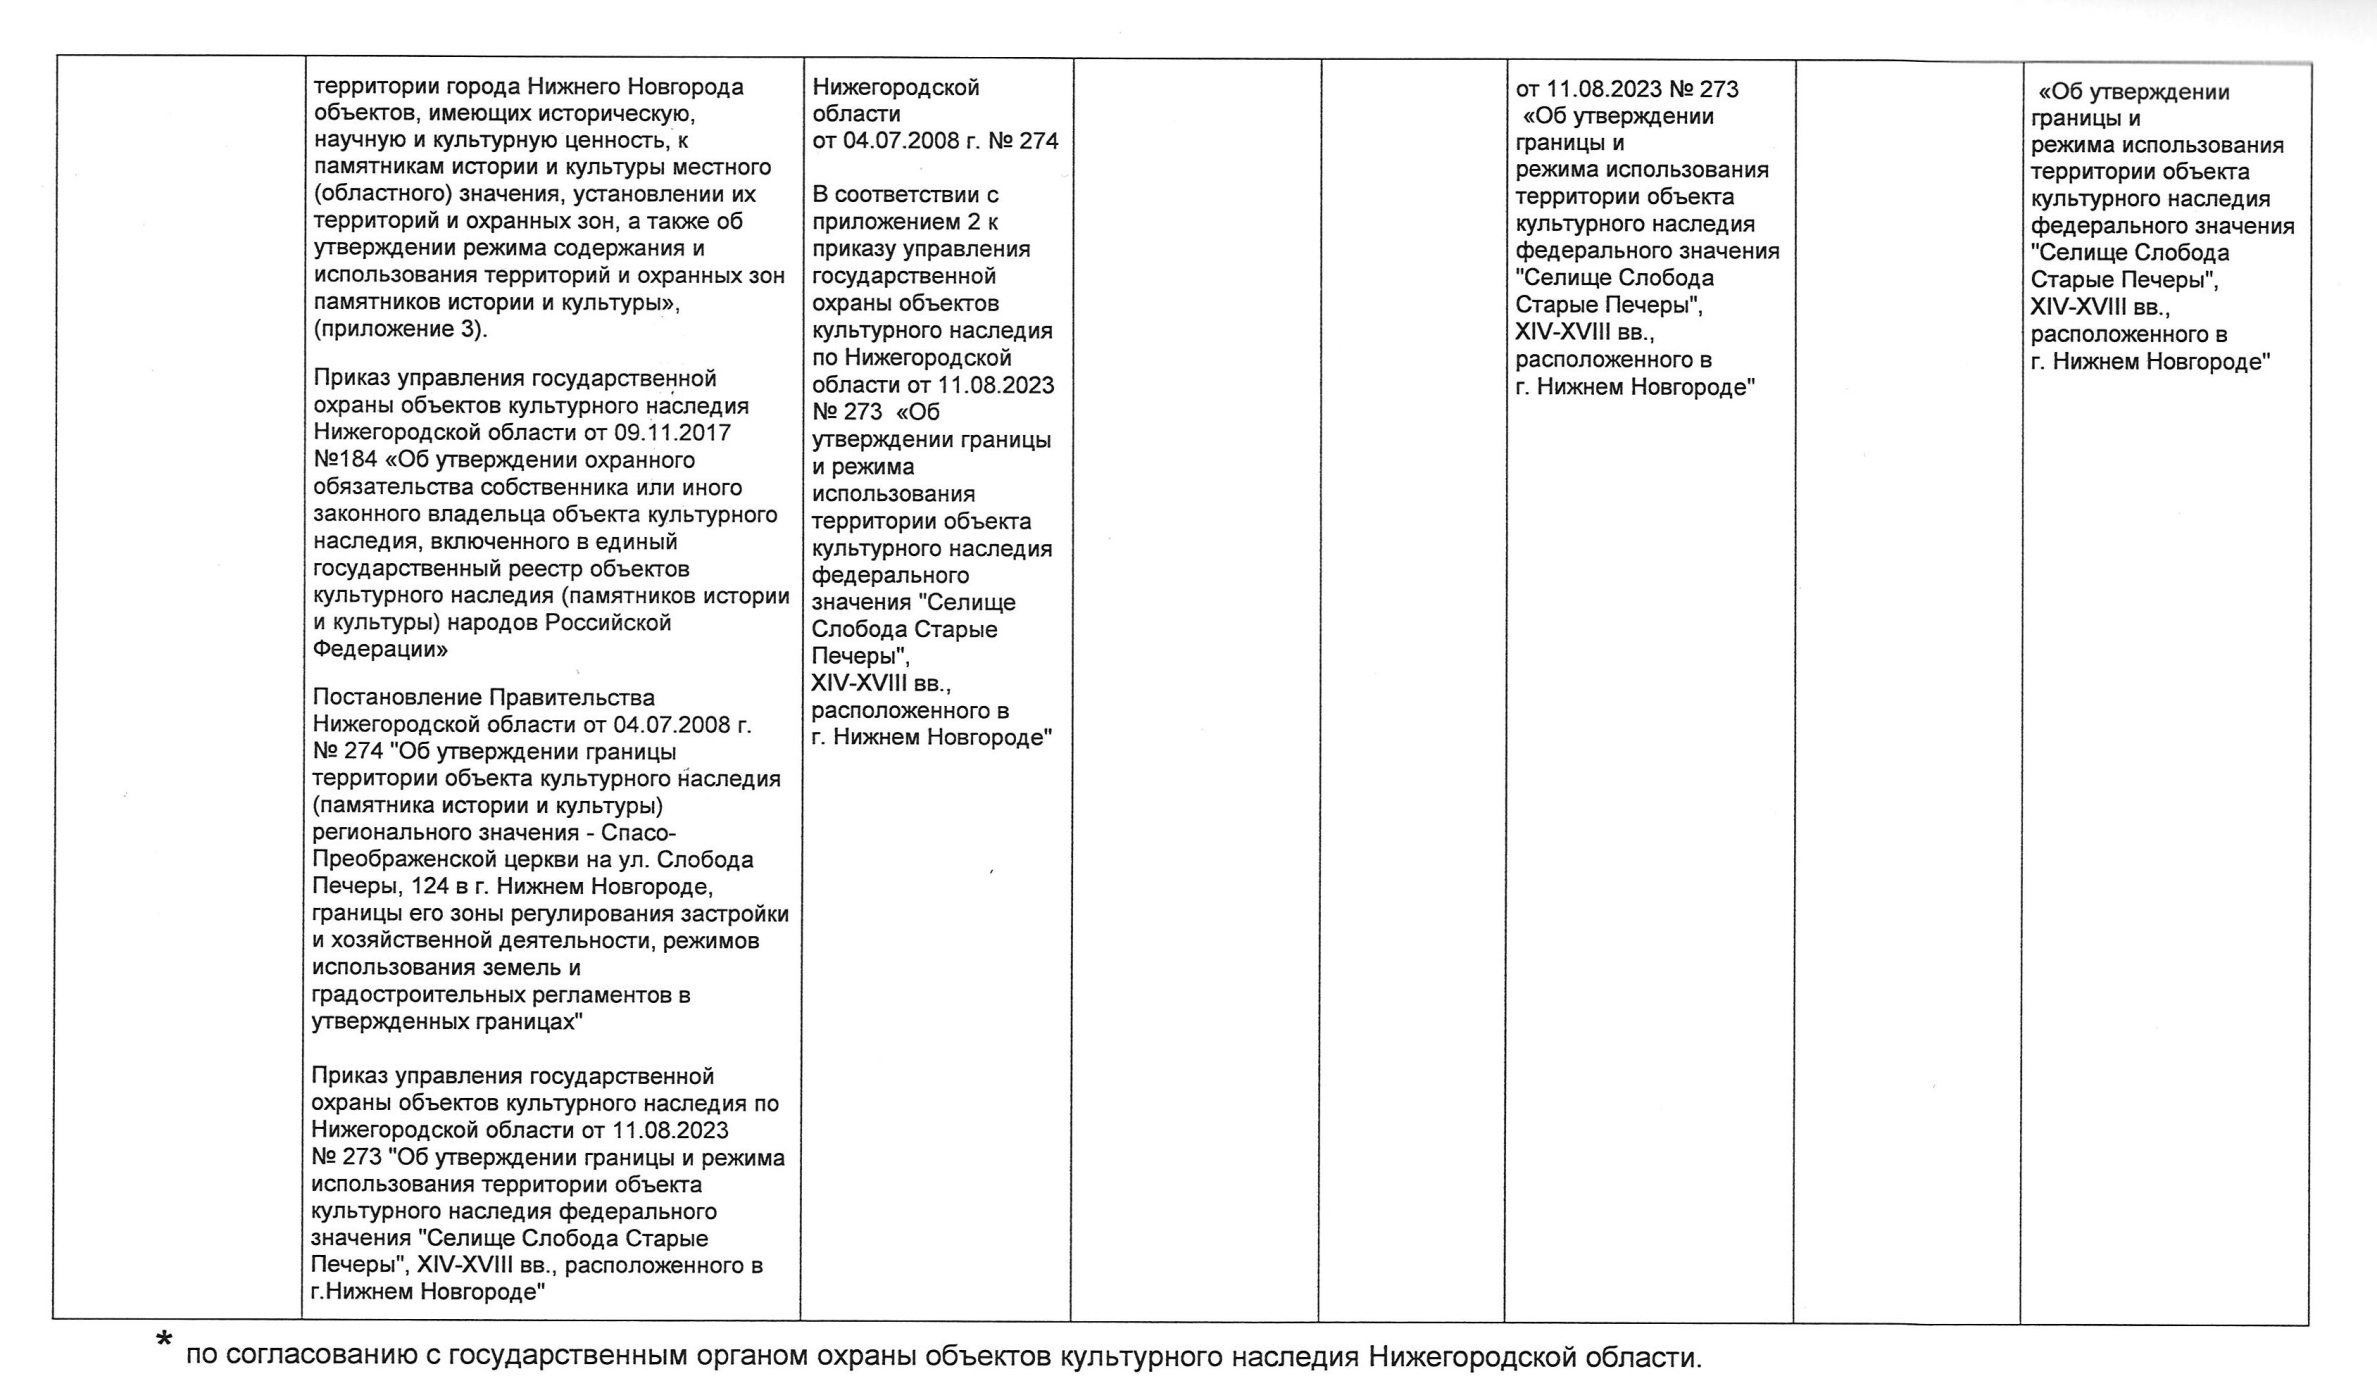 территории города Нижнего Новгорода
объектов, имеющих историческую,
научную и культурную ценность, к
памятникам истории и культуры местного
(областного) значения, установлении их
территорий и охранных зон, а также об
утверждении режима содержания и
использования территорий и охранных зон
памятников истории и культуры»,
(приложение 3).
Приказ управления государственной
охраны объектов культурного наследия
Нижегородской области от 09.11.2017
№184 «Об утверждении охранного
обязательства собственника или иного
законного владельца объекта культурного
наследия, включенного в единый
государственный реестр объектов
культурного наследия (памятников истории
и культуры) народов Российской
Федерации»
Постановление Правительства
Нижегородской области от 04.07.2008 г.
№ 274 "Об утверждении границы
территории объекта культурного наследия
(памятника истории и культуры)
регионального значения - Спасо-
Преображенской церкви на ул. Слобода
Печеры, 124 в г. Нижнем Новгороде,
границы его зоны регулирования застройки
и хозяйственной деятельности, режимов
использования земель и
градостроительных регламентов в
утвержденных границах"
Приказ управления государственной
охраны объектов культурного наследия по
Нижегородской области от 11.08.2023
№ 273 "Об утверждении границы и режима
использования территории объекта
культурного наследия федерального
значения "Селище Слобода Старые
Печеры", XIV-XVIII вв., расположенного в
г.Нижнем Новгороде"
Нижегородской
области
от 04.07.2008 г. № 274
В соответствии с
приложением 2 к
приказу управления
государственной
охраны объектов
культурного наследия
по Нижегородской
области от 11.08.2023
№ 273 «Об
утверждении границы
и режима
использования
территории объекта
культурного наследия
федерального
значения "Селище
Слобода Старые
Печеры",
XIV-XVIII вв.,
расположенного в
г. Нижнем Новгороде"
от 11.08.2023 № 273
«Об утверждении
границы и
режима использования
территории объекта
культурного наследия
федерального значения
"Селище Слобода
Старые Печеры",
XIV-XVIII вв.,
расположенного в
г. Нижнем Новгороде"
«Об утверждении
границы и
режима использования
территории объекта
культурного наследия
федерального значения
"Селище Слобода
Старые Печеры",
XIV-XVIII вв.,
расположенного в
г. Нижнем Новгороде"
* по согласованию с государственным органом охраны объектов культурного наследия Нижегородской области.